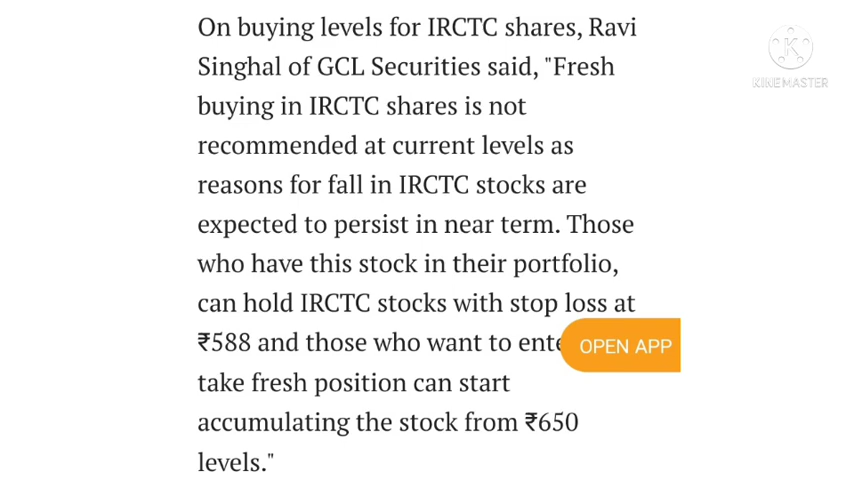 On buying levels for IRCTC shares, Ravi
Singhal of GCL Securities said, "Fresh
buying in IRCTC shares is not
recommended at current levels as
reasons for fall in IRCTC stocks are
expected to persist in near term. Those
who have this stock in their portfolio,
can hold IRCTC stocks with stop loss at
₹588 and those who want to ente
OPEN APP
take fresh position can start
accumulating the stock from ₹650
levels."
K
KINEMASTER